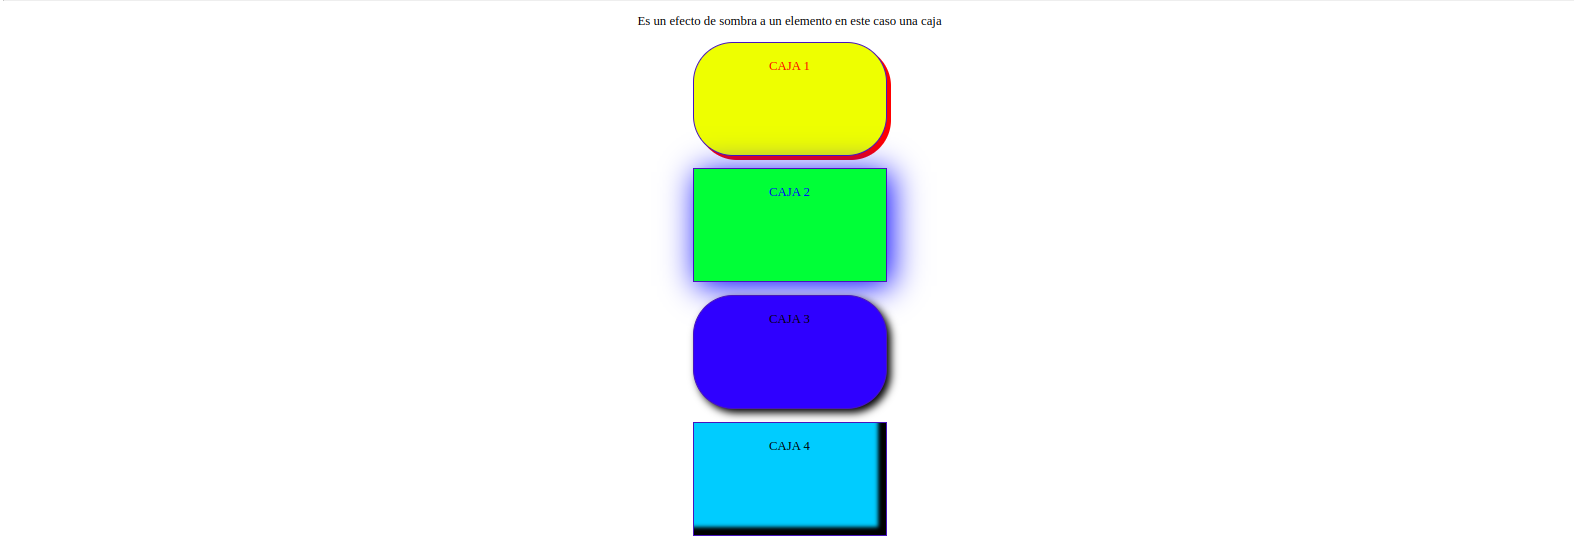 Es un efecto de sombra a un elemento en este caso una caja
CAJA 1
CAJA 2
CAJA 3
CAJA 4